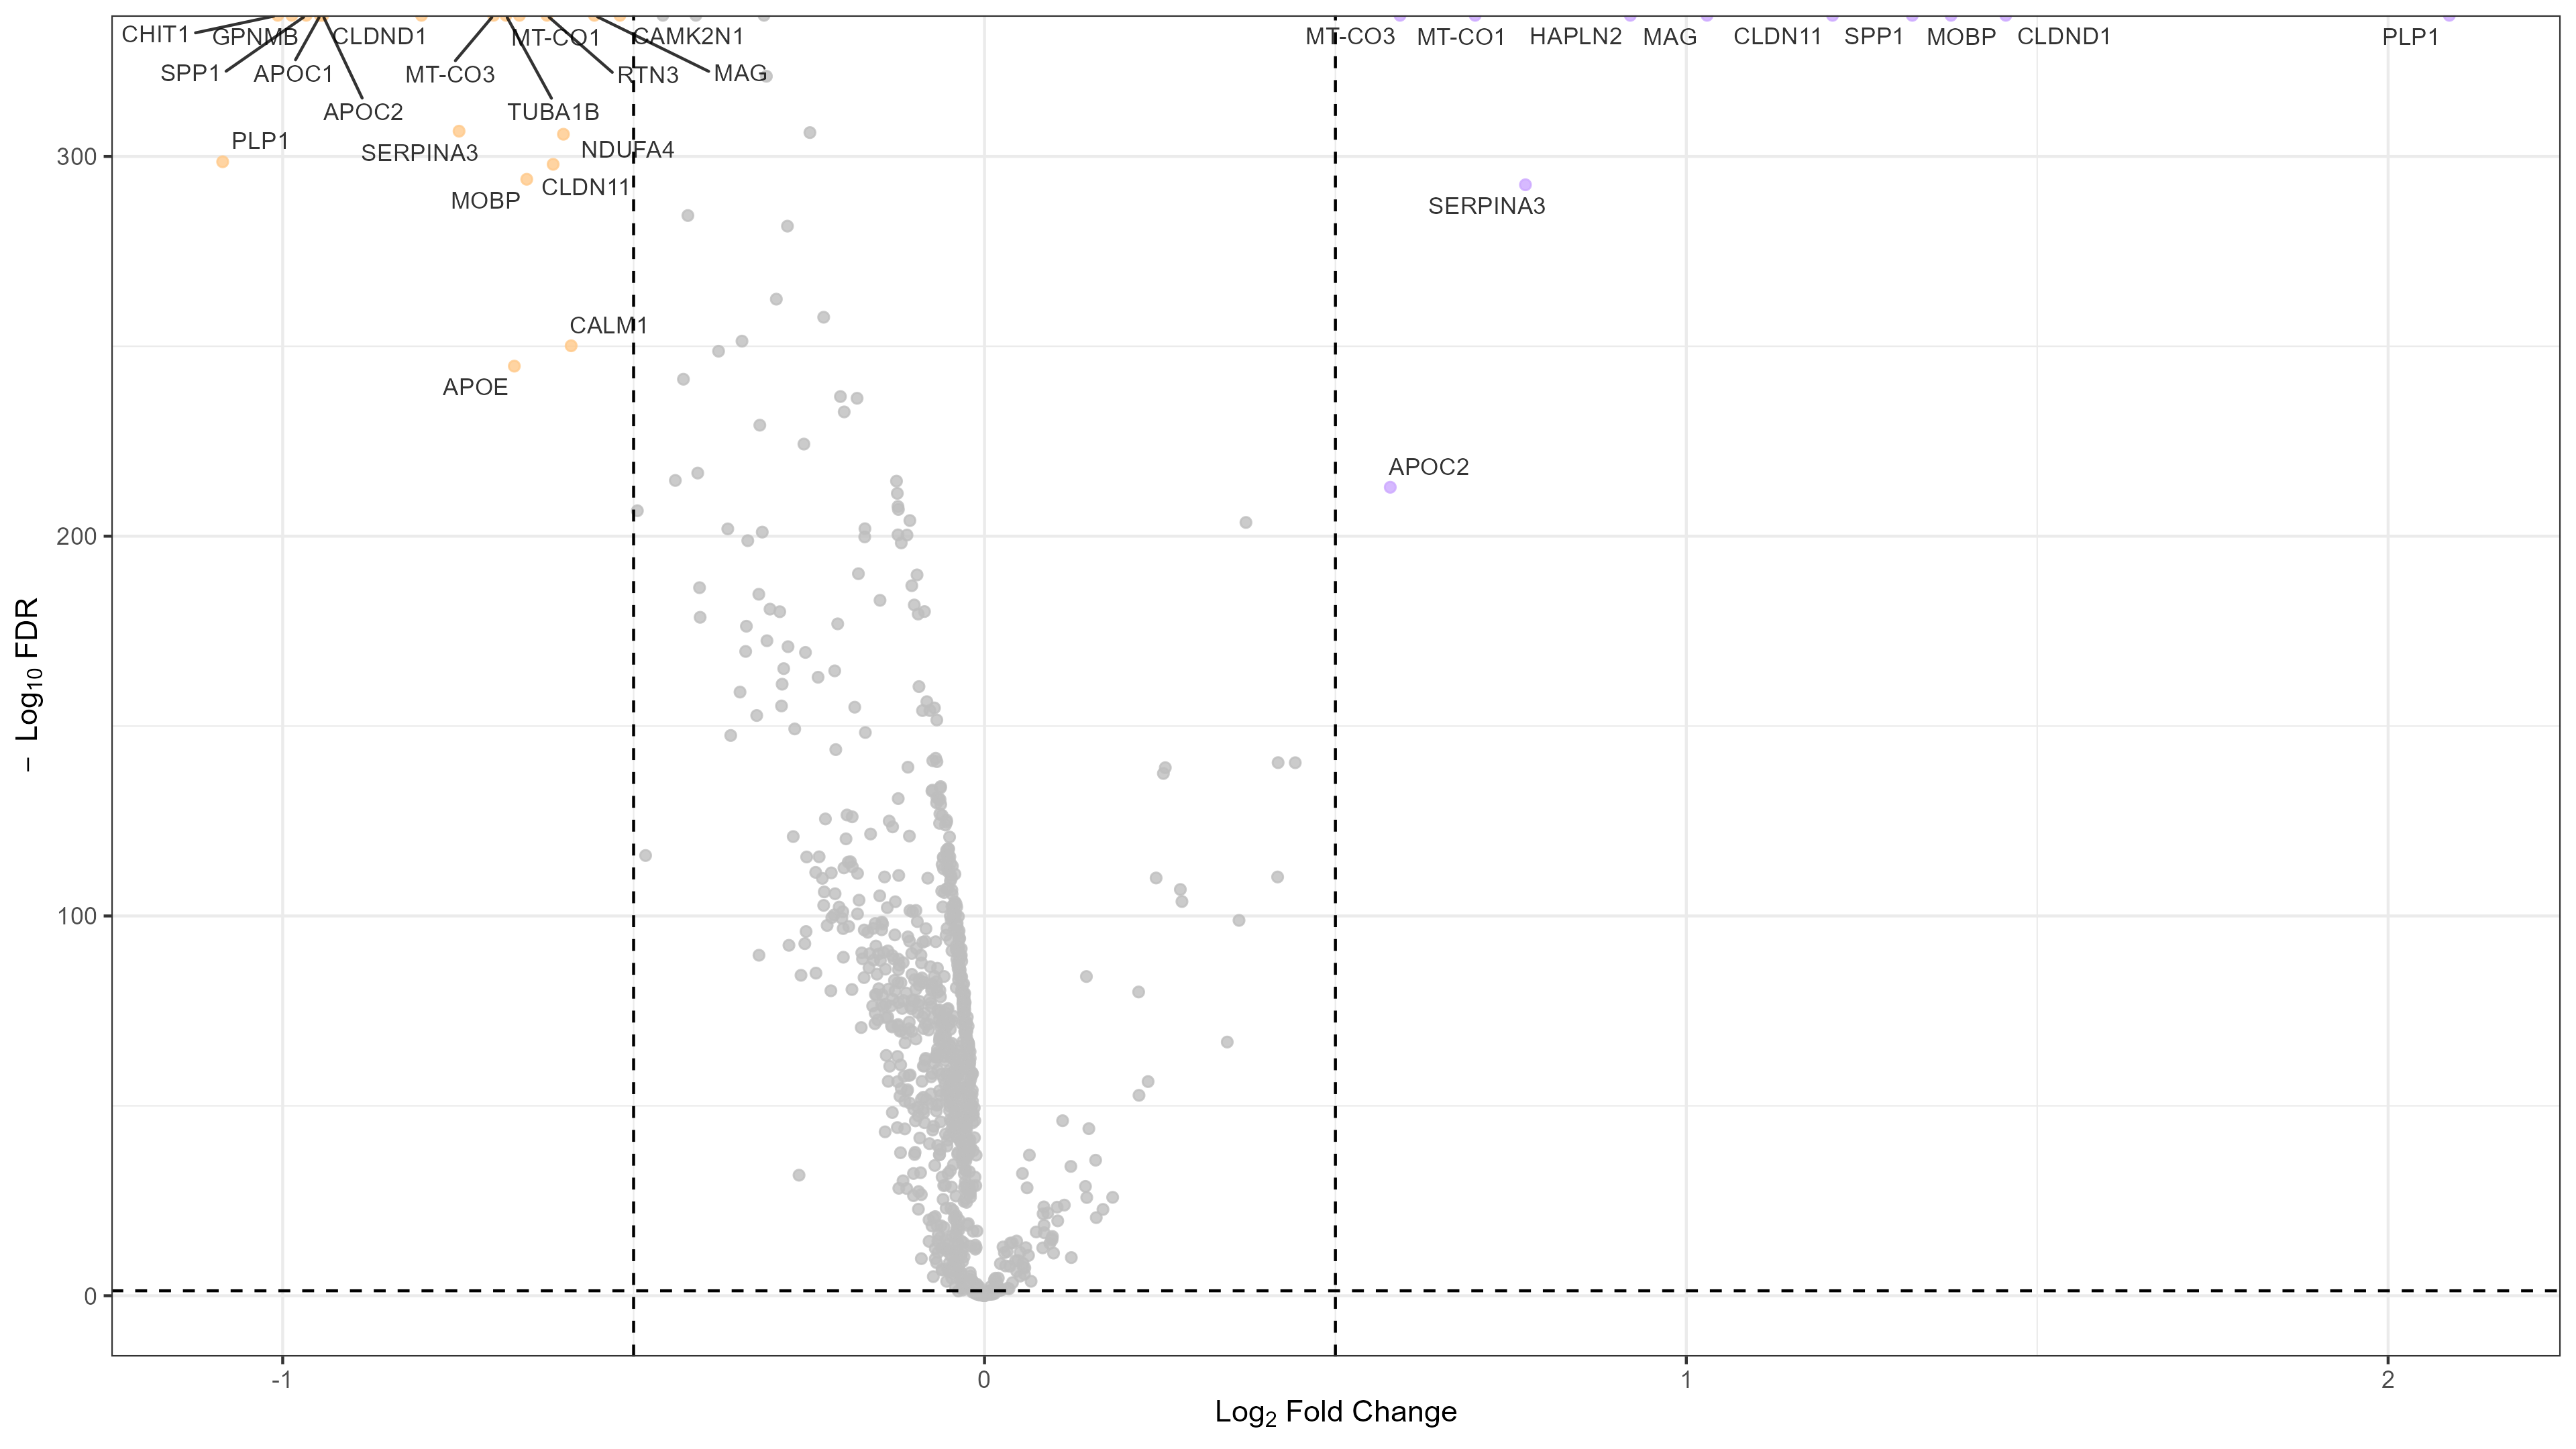 CHIT1 GPNMB CLDND1 MT-CO1 CAMK2N1 MT-CO3 MT-CO1 HAPLN2 MAG CLDN11 SPP1 MOBP CLDND1 PLP1
SPP1 APOC1 MT-CO3 RTN3 MAG
APOC2 TUBA1B
PLP1 SERPINA3 NDUFA4
300
MOBP CLDN11
SERPINA3
CALM1
APOE
APOC2
200
− Log10 FDR
100
0
-1 0 1 2
Log2 Fold Change